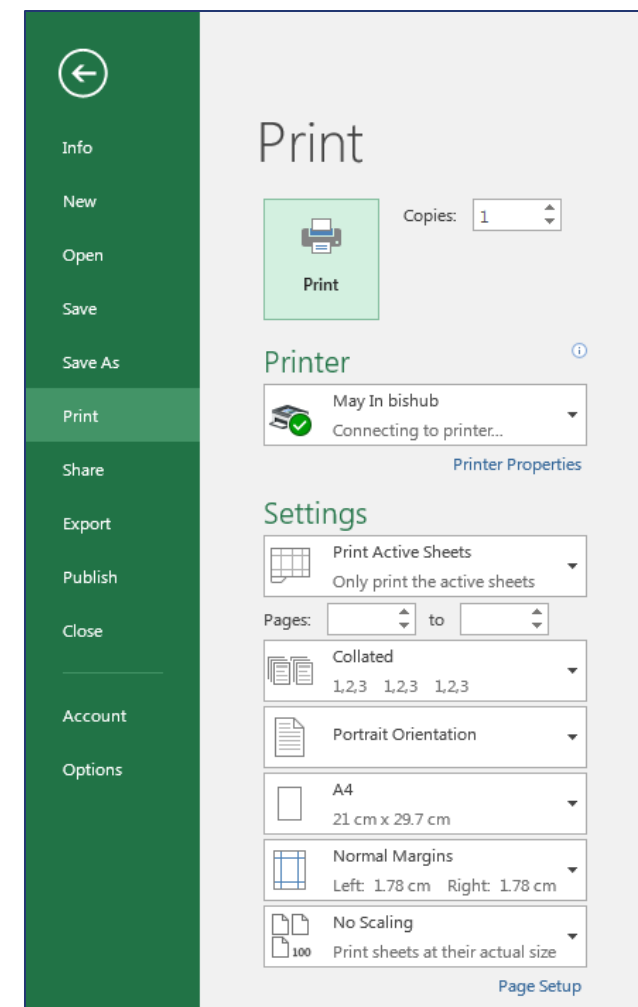 Info
New
Open
Save
Save As
Print
Share
Export
Publish
Close
Account
Options
Print
Print
Copies: 1
Printer
May In bishub
Connecting to printer...
Printer Properties
Settings
Print Active Sheets
Only print the active sheets
Pages: to
Collated
1,2,3 1,2,3 1,2,3
Portrait Orientation
A4
21 cm x 29.7 cm
Normal Margins
Left: 1.78 cm Right: 1.78 cm
No Scaling
100 Print sheets at their actual size
Page Setup